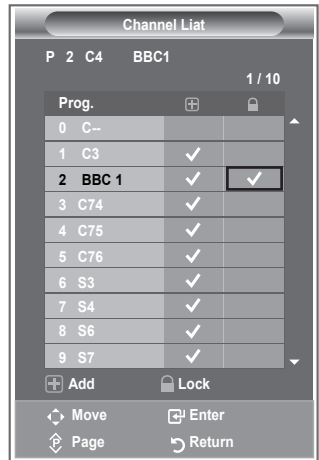 Channel Liat
P 2 C4 BBC1
1 / 10
Prog.
0 C--
1 C3
2 BBC 1
3 C74
4 C75
5 C76
6 S3
7 S4
8 S6
9 S7
Add Lock
Move Enter
Page Return